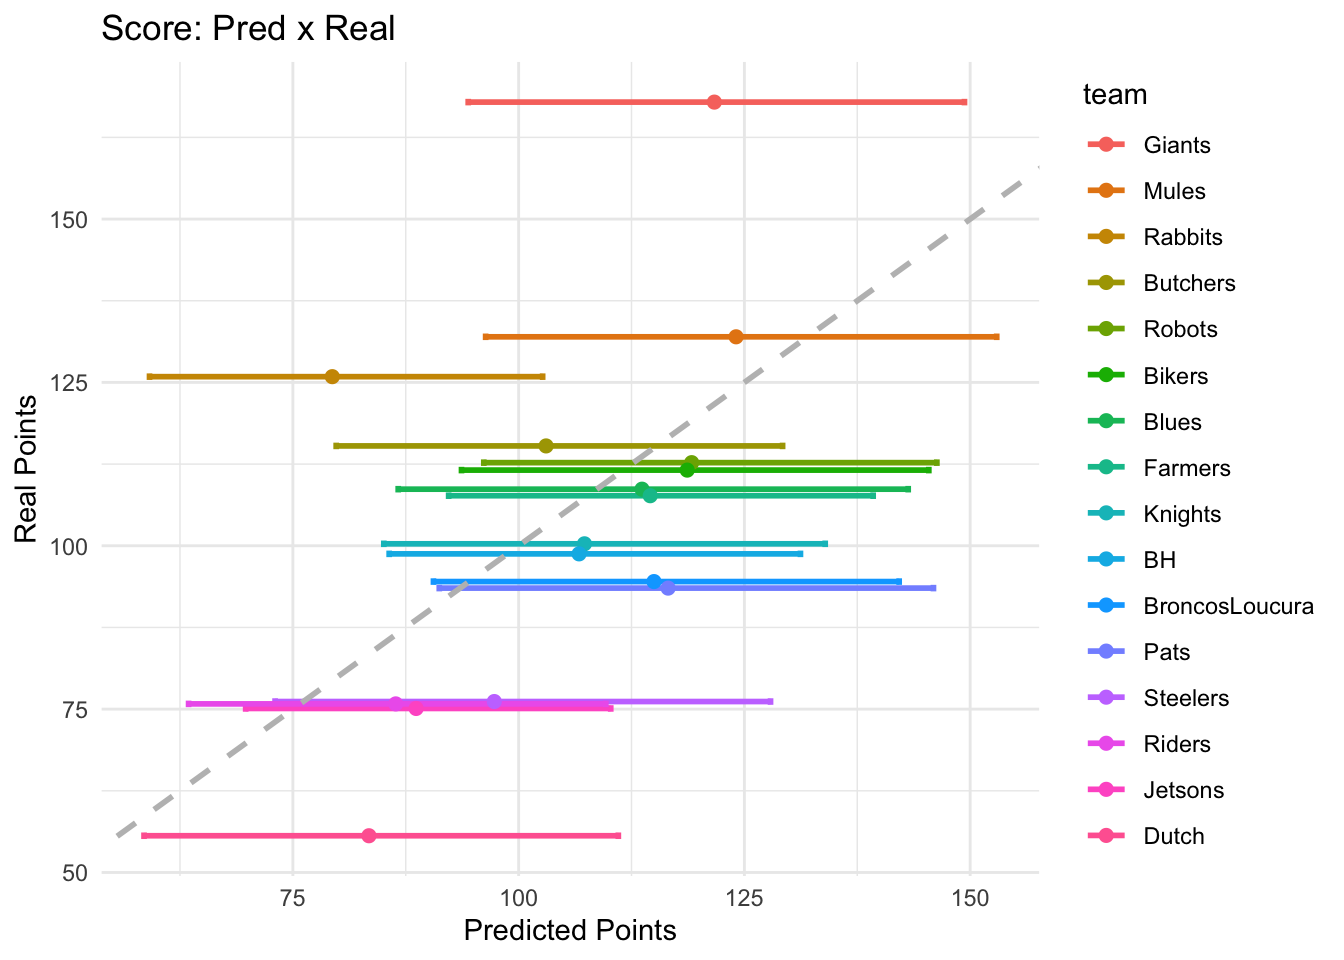 Score: Pred x Real
Real Points
150
125
100
75
50
75
100
125
150
Predicted Points
team
Giants
Mules
Rabbits
Butchers
Robots
Bikers
Blues
Farmers
Knights
BH
BroncosLoucura
Pats
Steelers
Riders
Jetsons
Dutch